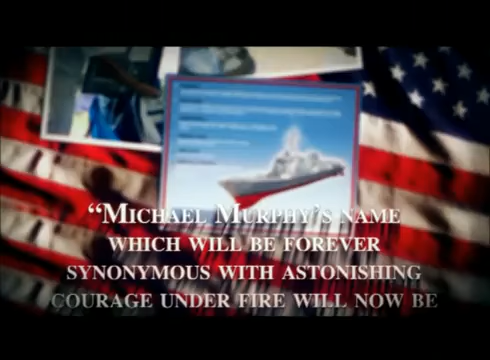 “MICHAEL MURPHY’S NAME
WHICH WILL BE FOREVER
SYNONYMOUS WITH ASTONISHING
COURAGE UNDER FIRE WILL NOW BE